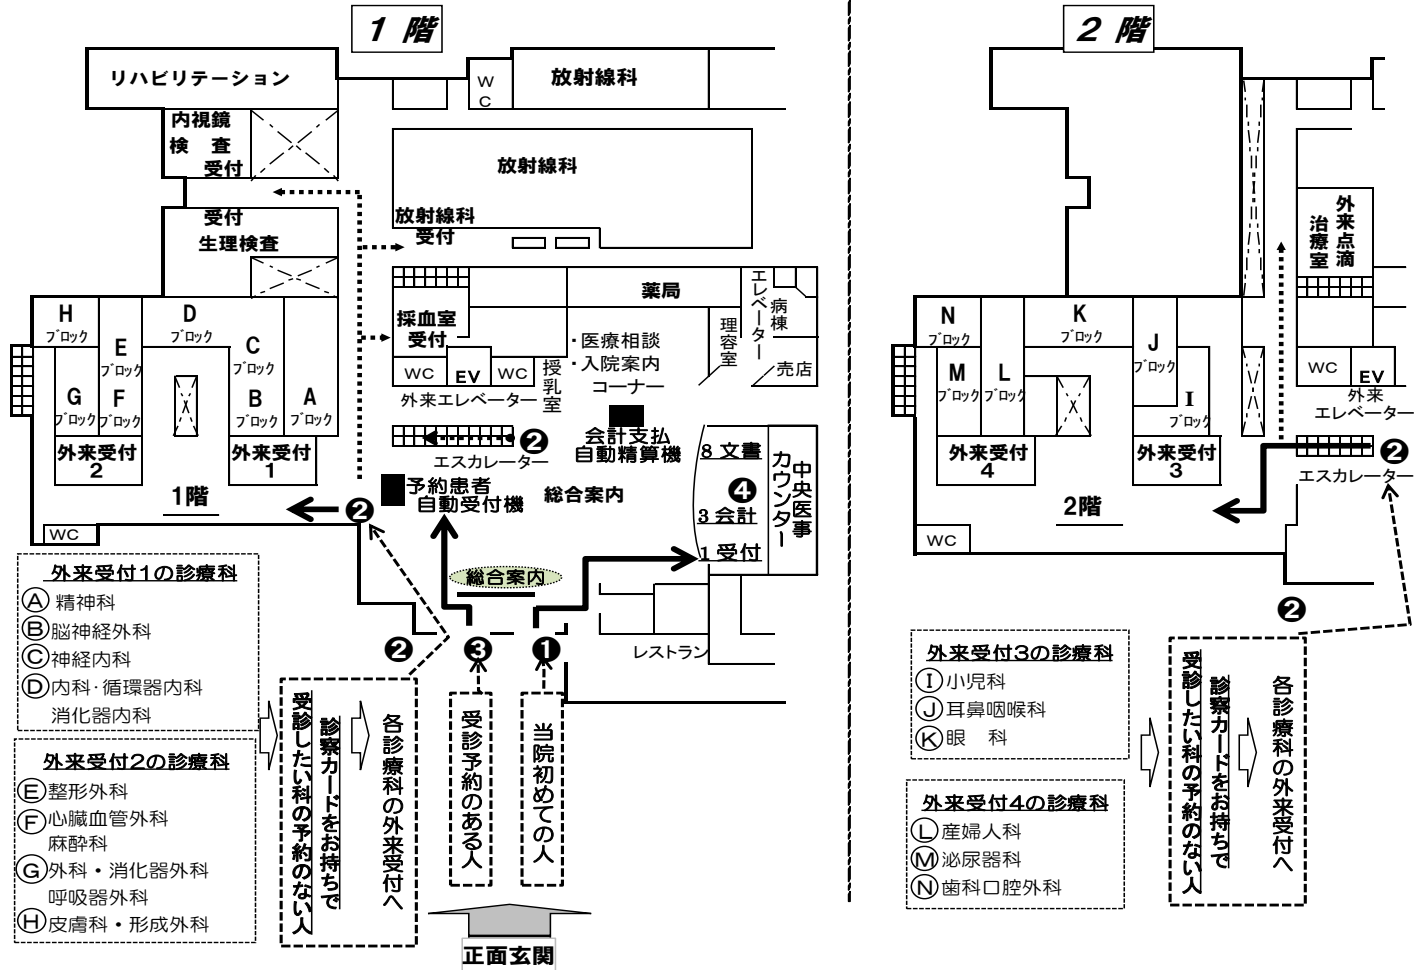 1 階
リハビリテーション
W
C
放射線科
内視鏡
検　査
受付
放射線科
受付
生理検査
放射線科
受付
H
ブロック
E
ブロック
D
ブロック
C
ブロック
G
ブロック
F
ブロック
B
ブロック
A
ブロック
外来受付
2
外来受付
1
1階
WC
採血室
受付
WC
EV
WC
授乳室
外来エレベーター
薬局
・医療相談
・入院案内
コーナー
理容室
エレベーター
病棟
売店
会計支払
自動精算機
❷
エスカレーター
予約患者
自動受付機
総合案内
❷
8 文書
❹
3 会計
1 受付
中央医事
カウンター
総合案内
❷
❸
❶
レストラン
外来受付1の診療科
Ⓐ 精神科
Ⓑ 脳神経外科
Ⓒ 神経内科
Ⓓ 内科・循環器内科
消化器内科
外来受付2の診療科
Ⓔ 整形外科
Ⓕ 心臓血管外科
麻酔科
Ⓖ 外科・消化器外科
呼吸器外科
Ⓗ 皮膚科・形成外科
受診したい科の予約のない人
診察カードをお持ちで
各診療科の外来受付へ
受診予約のある人
当院初めての人
正面玄関
2 階
外来点滴
治療室
N
ブロック
M
ブロック
L
ブロック
K
ブロック
J
ブロック
I
ブロック
外来受付
4
外来受付
3
2階
WC
WC
EV
外来
エレベーター
❷
エスカレーター
❷
外来受付3の診療科
Ⓘ 小児科
Ⓙ 耳鼻咽喉科
Ⓚ 眼　科
外来受付4の診療科
Ⓛ 産婦人科
Ⓜ 泌尿器科
Ⓝ 歯科口腔外科
受診したい科の予約のない人
診察カードをお持ちで
各診療科の外来受付へ